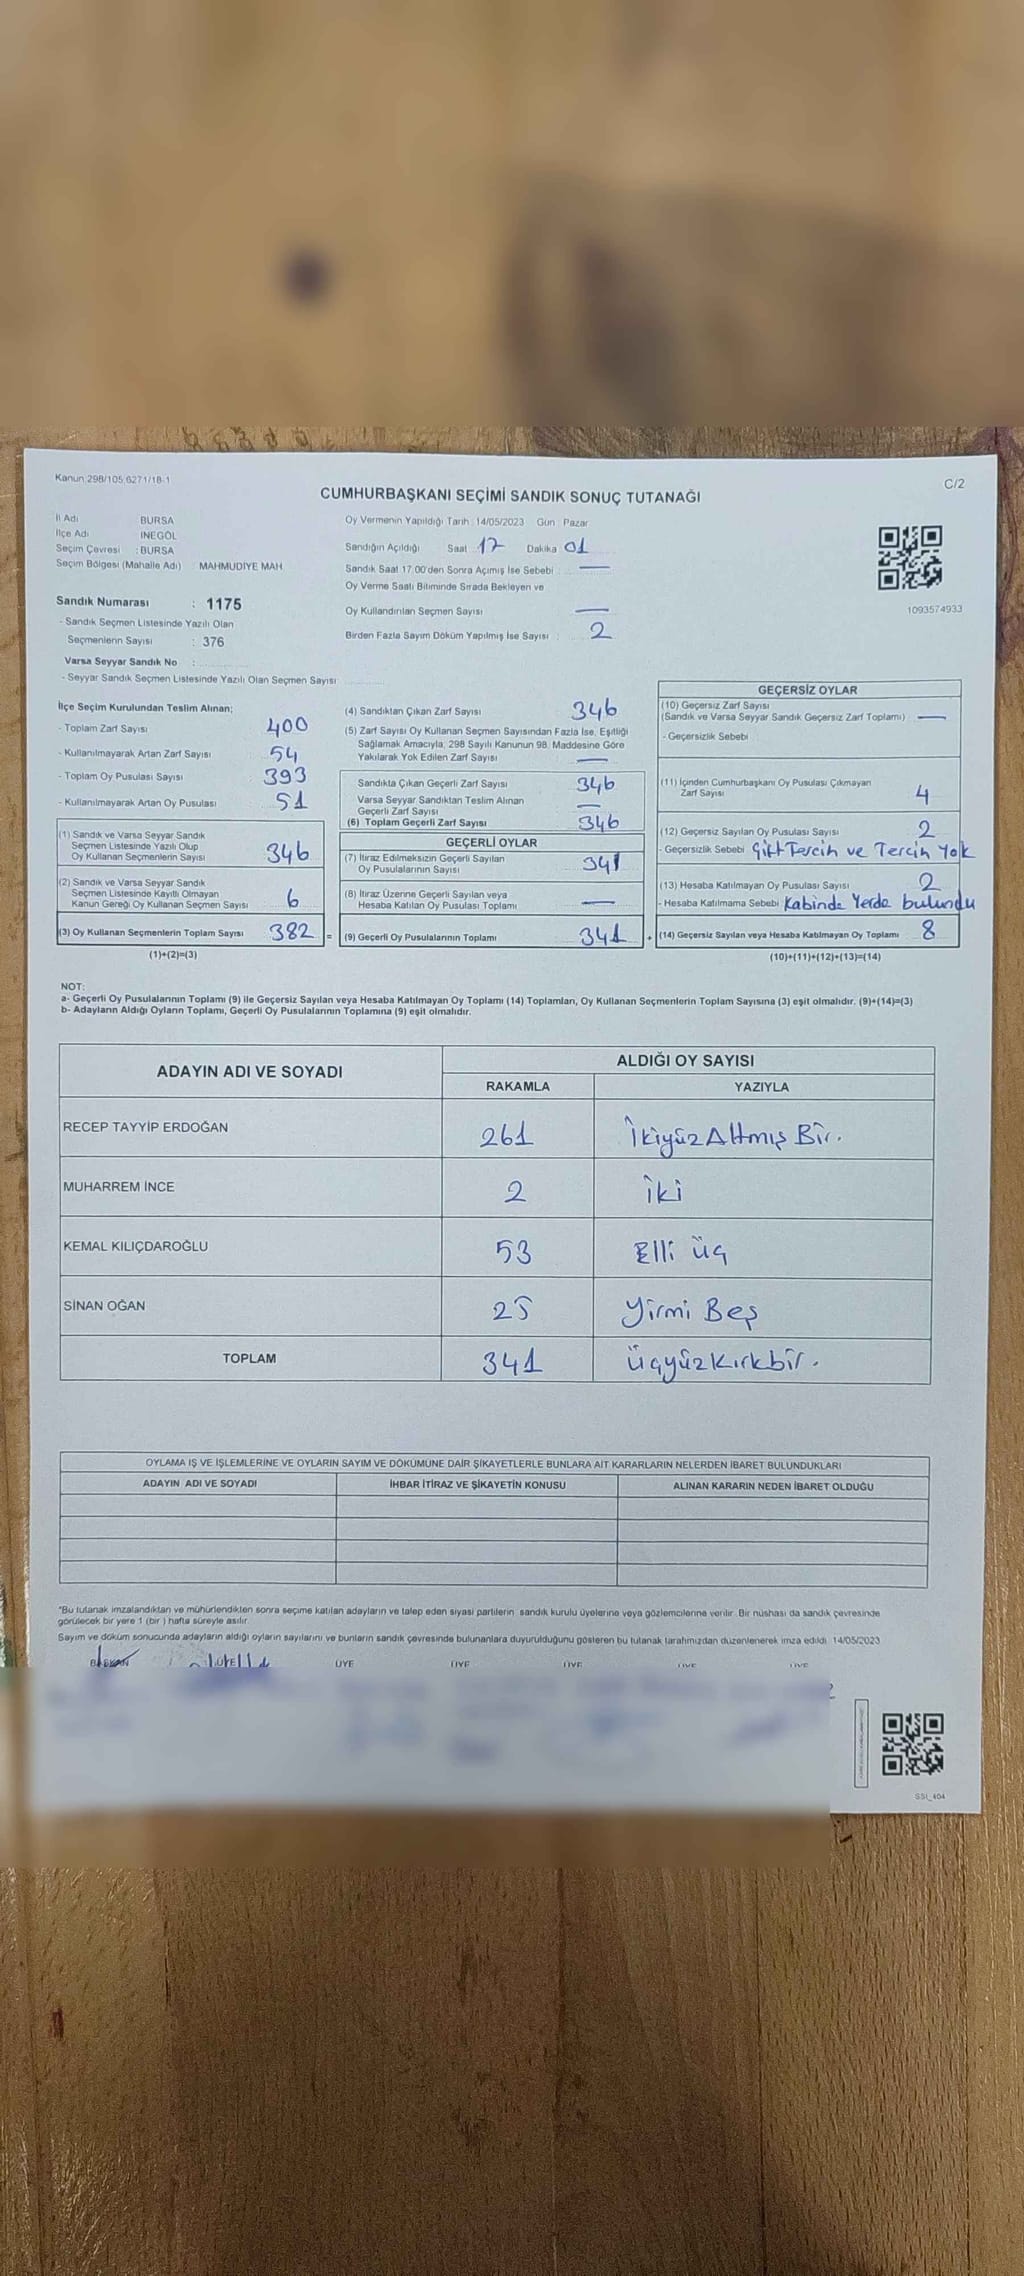 Kanun 298/105 6271/18-1
C/2
CUMHURBAŞKANI SEÇİMİ SANDIK SONUÇ TUTANAĞI
İl Adı BURSA
İlçe Adı INEGÖL
Seçim Çevresi : BURSA
Seçim Bölgesi (Mahalle Adı) MAHMUDİYE MAH
Sandık Numarası : 1175
- Sandık Seçmen Listesinde Yazılı Olan
Seçmenlerin Sayısı : 376
Varsa Seyyar Sandık No :
- Seyyar Sandık Seçmen Listesinde Yazılı Olan Seçmen Sayısı
Oy Vermenin Yapıldığı Tarih : 14/05/2023 Gün Pazar
Sandığın Açıldığı Saat 17 Dakika 01
Sandık Saat 17:00'den Sonra Açımış İse Sebebi : —
Oy Verme Saati Bitiminde Sırada Bekleyen ve
Oy Kullandırılan Seçmen Sayısı —
Birden Fazla Sayım Döküm Yapılmış İse Sayısı : 2
1093574933
İlçe Seçim Kurulundan Teslim Alınan;
- Toplam Zarf Sayısı 400
- Kullanılmayarak Artan Zarf Sayısı 54
- Toplam Oy Pusulası Sayısı 393
- Kullanılmayarak Artan Oy Pusulası 51
(1) Sandık ve Varsa Seyyar Sandık
Seçmen Listesinde Yazılı Olup
Oy Kullanan Seçmenlerin Sayısı 346
(2) Sandık ve Varsa Seyyar Sandık
Seçmen Listesinde Kayıtlı Olmayan
Kanun Gereği Oy Kullanan Seçmen Sayısı 6
(3) Oy Kullanan Seçmenlerin Toplam Sayısı 382 =
(1)+(2)=(3)
(4) Sandıktan Çıkan Zarf Sayısı 346
(5) Zarf Sayısı Oy Kullanan Seçmen Sayısından Fazla İse, Eşitliği
Sağlamak Amacıyla, 298 Sayılı Kanunun 98. Maddesine Göre
Yakılarak Yok Edilen Zarf Sayısı —
Sandıkta Çıkan Geçerli Zarf Sayısı 346
Varsa Seyyar Sandıktan Teslim Alınan
Geçerli Zarf Sayısı —
(6) Toplam Geçerli Zarf Sayısı 346
GEÇERLİ OYLAR
(7) İtiraz Edilmeksizin Geçerli Sayılan
Oy Pusulalarının Sayısı 341
(8) İtiraz Üzerine Geçerli Sayılan veya
Hesaba Katılan Oy Pusulası Toplamı —
(9) Geçerli Oy Pusulalarının Toplamı 341 +
GEÇERSİZ OYLAR
(10) Geçersiz Zarf Sayısı
(Sandık ve Varsa Seyyar Sandık Geçersiz Zarf Toplamı) —
- Geçersizlik Sebebi
(11) İçinden Cumhurbaşkanı Oy Pusulası Çıkmayan
Zarf Sayısı 4
(12) Geçersiz Sayılan Oy Pusulası Sayısı 2
- Geçersizlik Sebebi Çift Tercih ve Tercih Yok
(13) Hesaba Katılmayan Oy Pusulası Sayısı 2
- Hesaba Katılmama Sebebi Kabinde Yerde bulundu
(14) Geçersiz Sayılan veya Hesaba Katılmayan Oy Toplamı 8
(10)+(11)+(12)+(13)=(14)
NOT:
a- Geçerli Oy Pusulalarının Toplamı (9) ile Geçersiz Sayılan veya Hesaba Katılmayan Oy Toplamı (14) Toplamları, Oy Kullanan Seçmenlerin Toplam Sayısına (3) eşit olmalıdır. (9)+(14)=(3)
b- Adayların Aldığı Oyların Toplamı, Geçerli Oy Pusulalarının Toplamına (9) eşit olmalıdır.
ADAYIN ADI VE SOYADI
ALDIĞI OY SAYISI
RAKAMLA YAZIYLA
RECEP TAYYİP ERDOĞAN 261 İkiyüz Altmış Bir.
MUHARREM İNCE 2 iki
KEMAL KILIÇDAROĞLU 53 Elli üç
SİNAN OĞAN 25 Yirmi Beş
TOPLAM 341 Üçyüzkırkbir.
OYLAMA İŞ VE İŞLEMLERİNE VE OYLARIN SAYIM VE DÖKÜMÜNE DAİR ŞİKAYETLERLE BUNLARA AİT KARARLARIN NELERDEN İBARET BULUNDUKLARI
ADAYIN ADI VE SOYADI İHBAR İTİRAZ VE ŞİKAYETİN KONUSU ALINAN KARARIN NEDEN İBARET OLDUĞU
"Bu tutanak imzalandıktan ve mühürlendikten sonra seçime katılan adayların ve talep eden siyasi partilerin sandık kurulu üyelerine veya gözlemcilerine verilir. Bir nüshası da sandık çevresinde
görülecek bir yere 1 (bir ) hafta süreyle asılır.
Sayım ve döküm sonucunda adayların aldığı oyların sayılarını ve bunların sandık çevresinde bulunanlara duyurulduğunu gösteren bu tutanak tarafımızdan düzenlenerek imza edildi 14/05/2023
BAŞKAN ÜYE ÜYE ÜYE ÜYE ÜYE
SSI_404